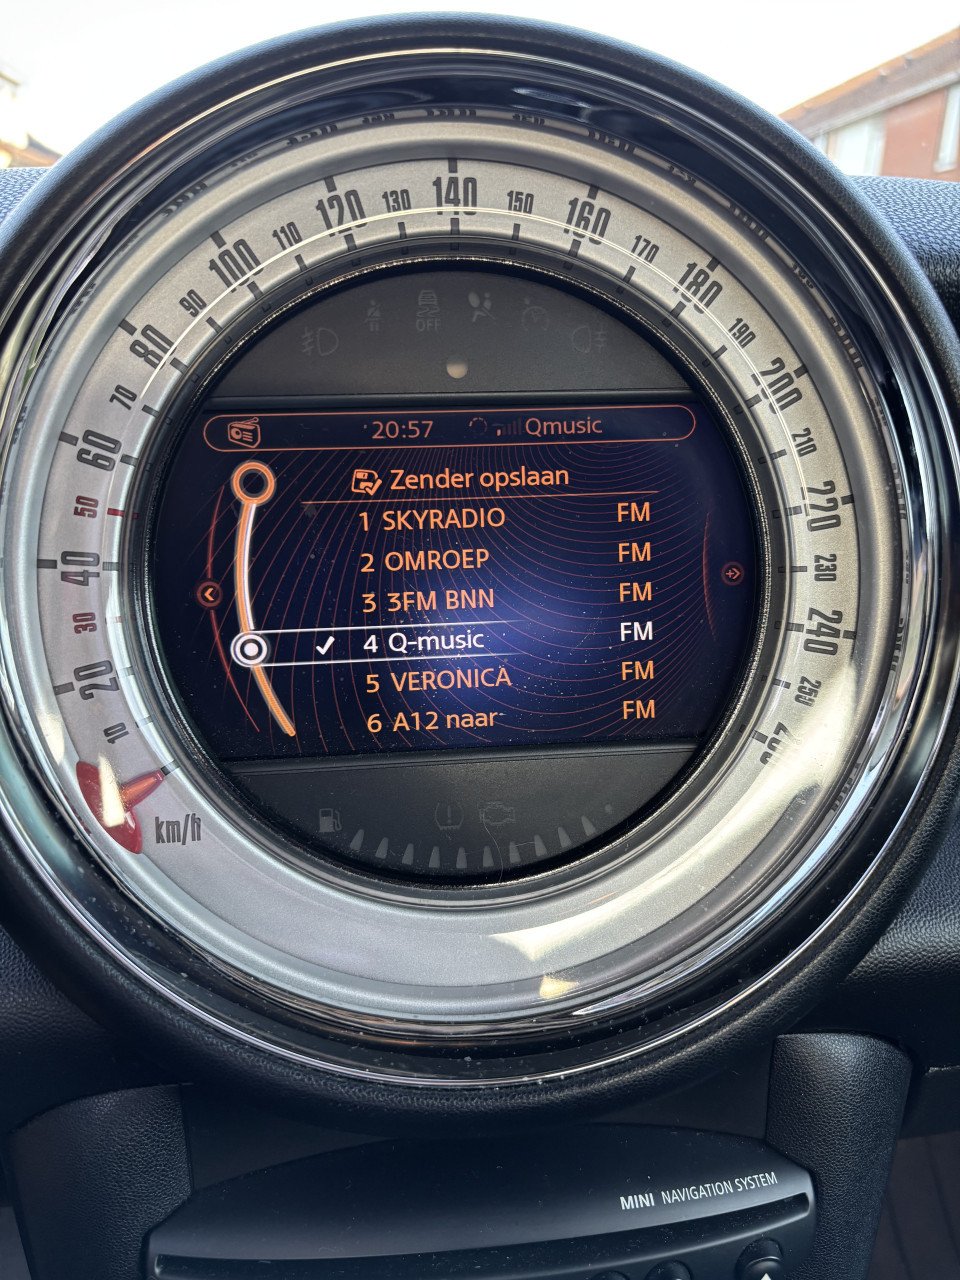 10
20
30
40
50
60
70
80
90
100
110
120
130
140
150
160
170
180
190
200
210
220
230
240
250
260
km/h
OFF
20:57 Qmusic
Zender opslaan
1 SKYRADIO FM
2 OMROEP FM
3 3FM BNN FM
4 Q-music FM
5 VERONICA FM
6 A12 naar FM
MINI NAVIGATION SYSTEM